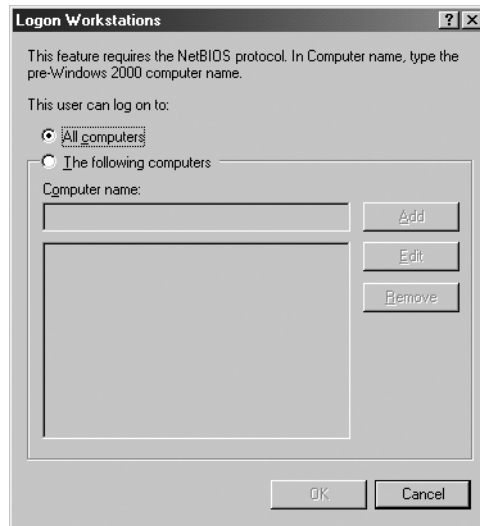 Logon Workstations
This feature requires the NetBIOS protocol. In Computer name, type the
pre-Windows 2000 computer name.
This user can log on to:
All computers
The following computers
Computer name:
Add
Edit
Remove
OK
Cancel